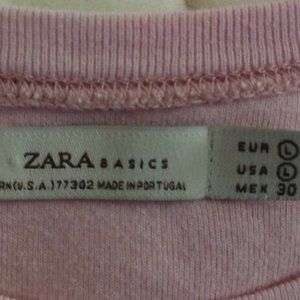 ZARA BASICS
RN(U.S.A.)77302 MADE IN PORTUGAL
EUR L
USA L
MEX 30